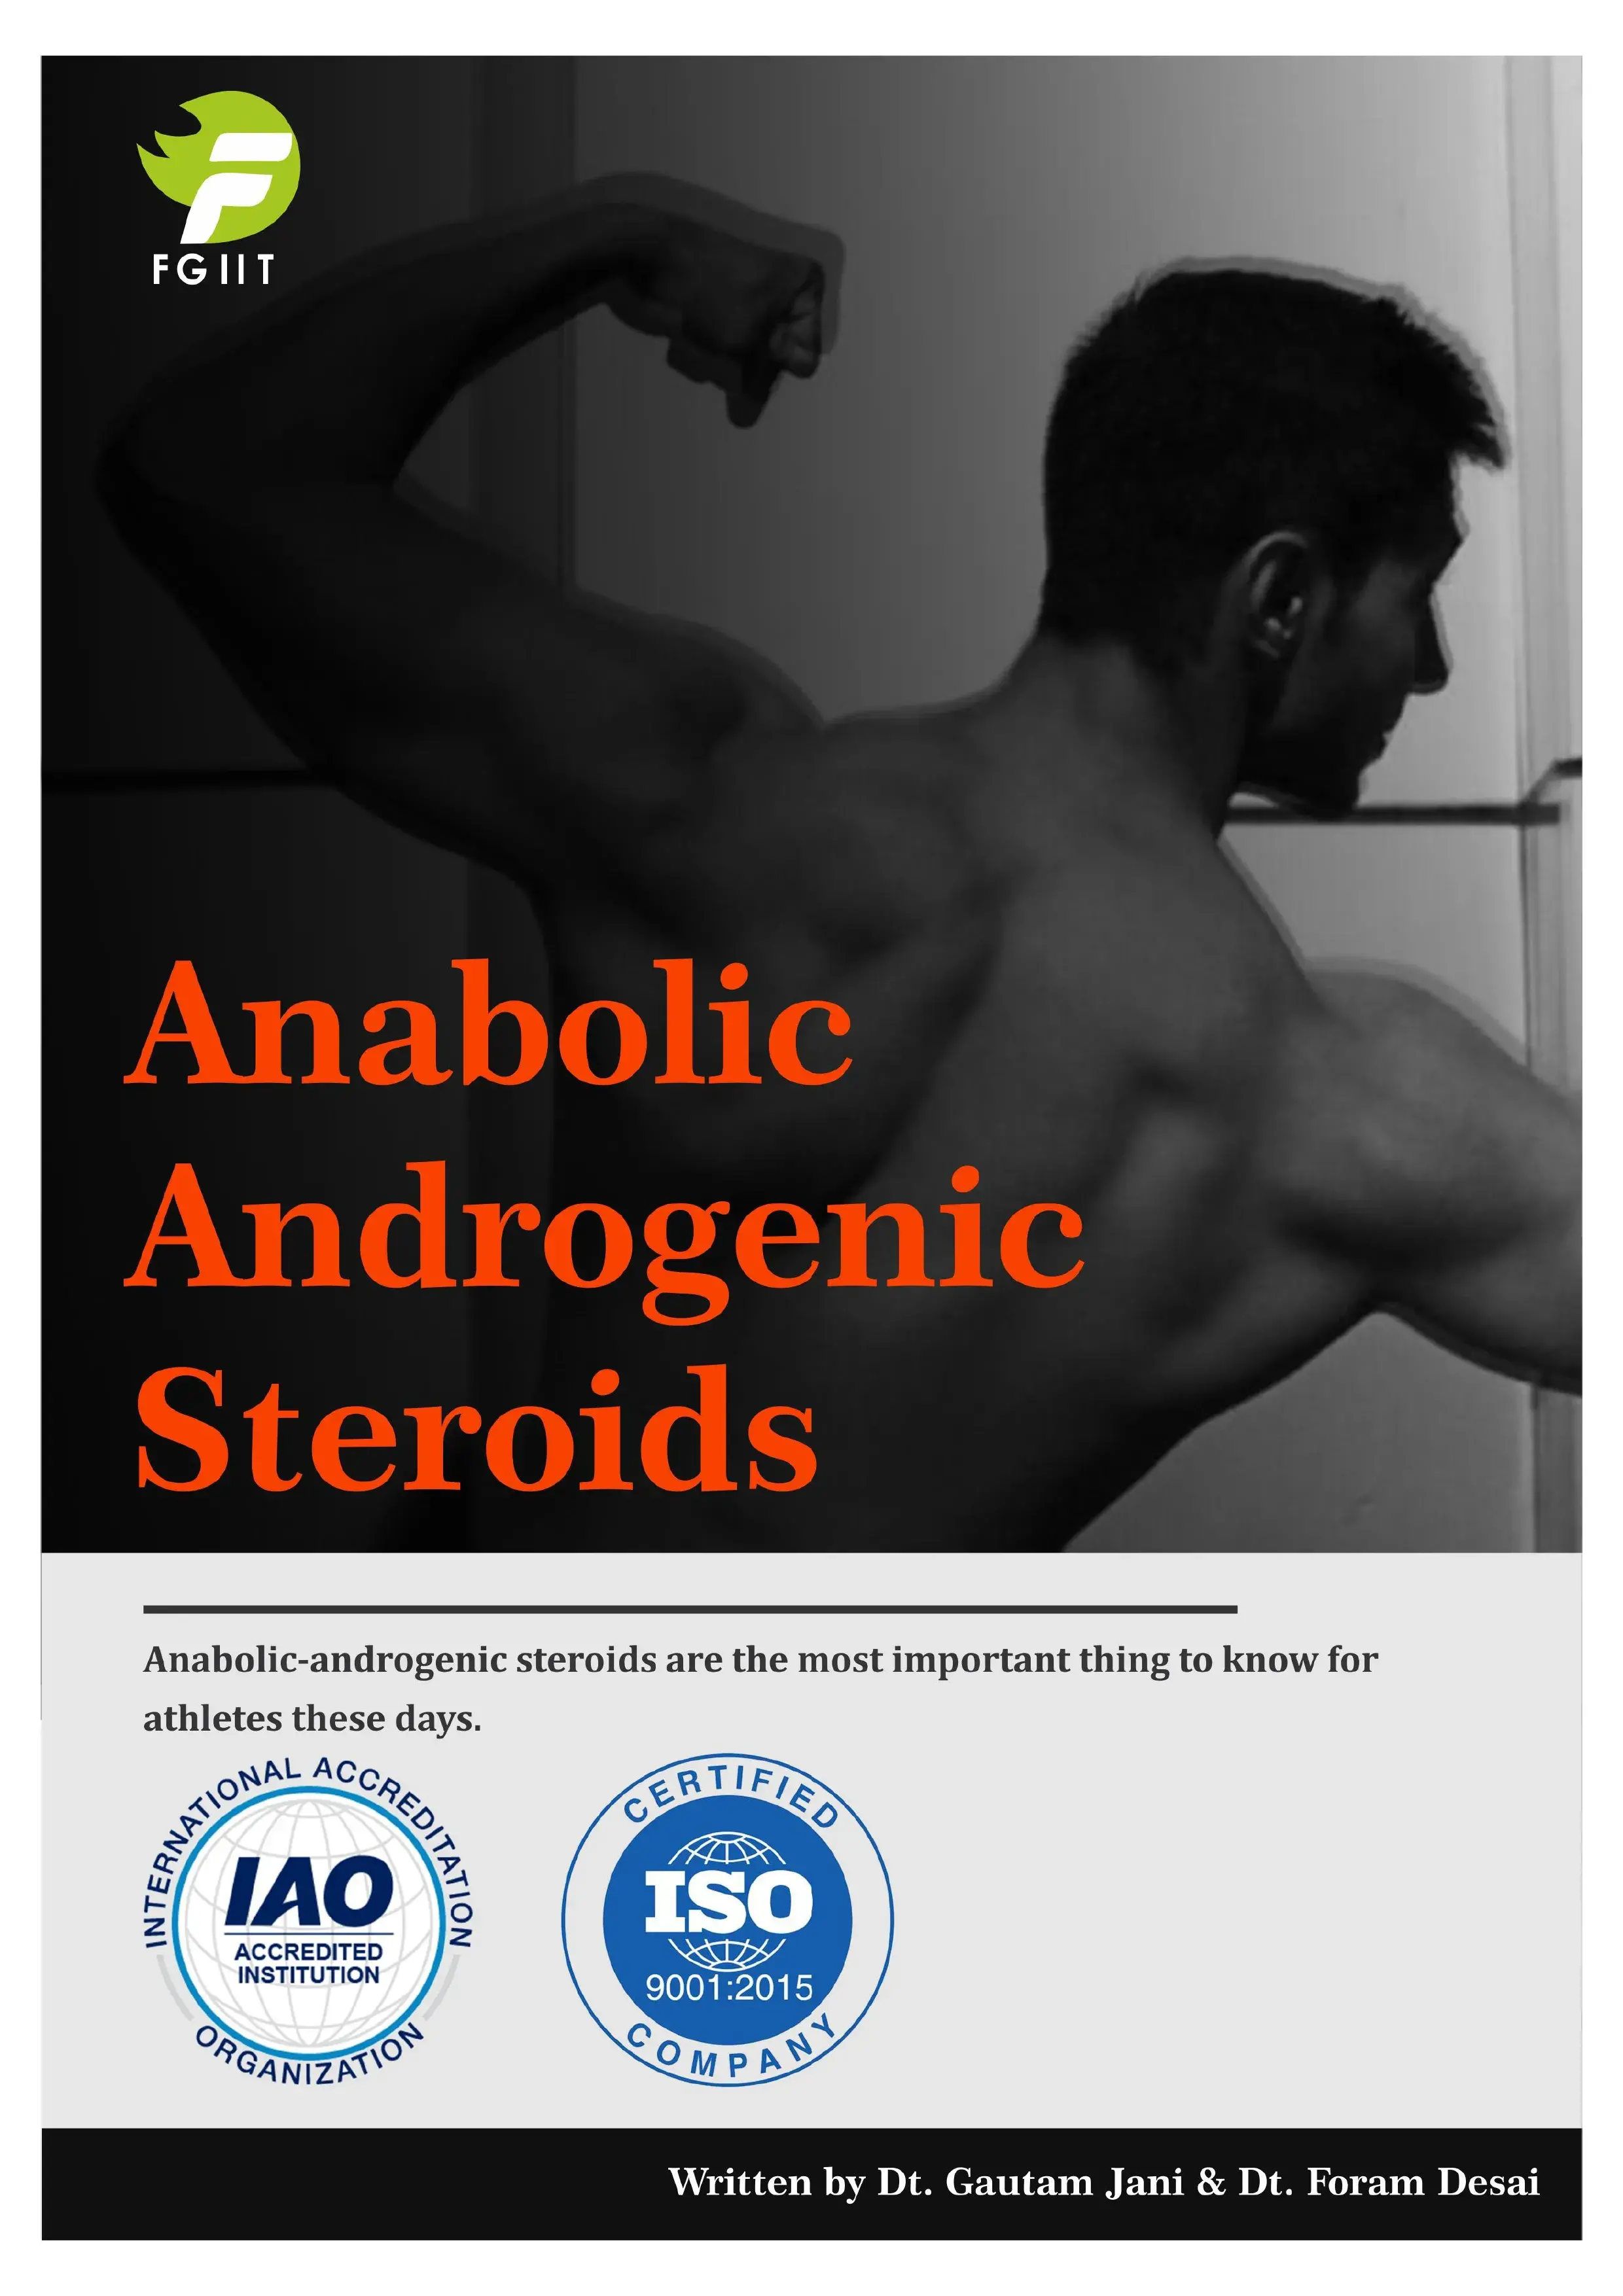 FGIIT
Anabolic
Androgenic
Steroids
Anabolic-androgenic steroids are the most important thing to know for
athletes these days.
INTERNATIONAL ACCREDITATION
IAO
ACCREDITED
INSTITUTION
ORGANIZATION
CERTIFIED
ISO
9001:2015
COMPANY
Written by Dt. Gautam Jani & Dt. Foram Desai